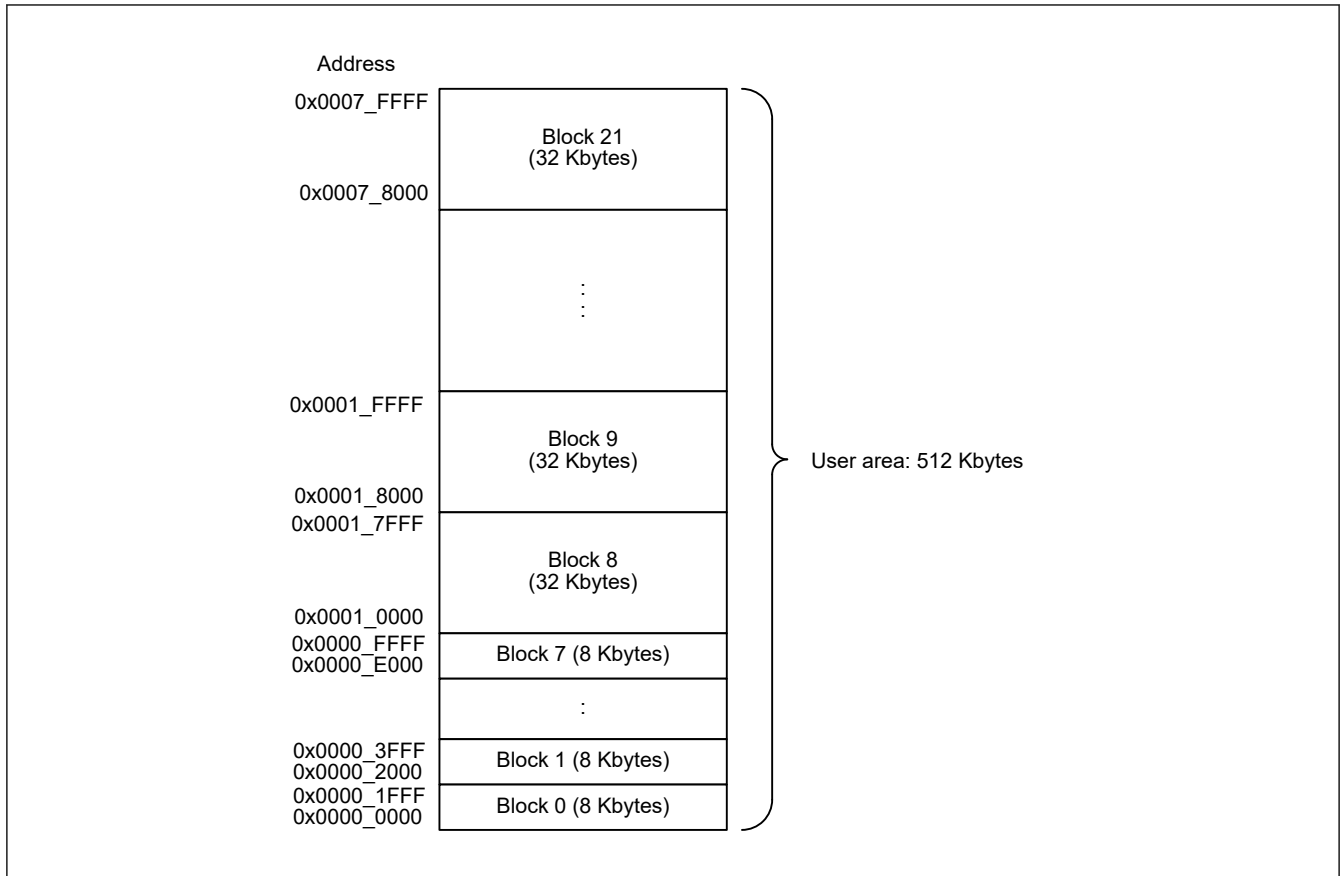 Address
0x0007_FFFF
Block 21
(32 Kbytes)
0x0007_8000
:
:
0x0001_FFFF
Block 9
(32 Kbytes)
User area: 512 Kbytes
0x0001_8000
0x0001_7FFF
Block 8
(32 Kbytes)
0x0001_0000
0x0000_FFFF
Block 7 (8 Kbytes)
0x0000_E000
:
0x0000_3FFF
Block 1 (8 Kbytes)
0x0000_2000
0x0000_1FFF
Block 0 (8 Kbytes)
0x0000_0000